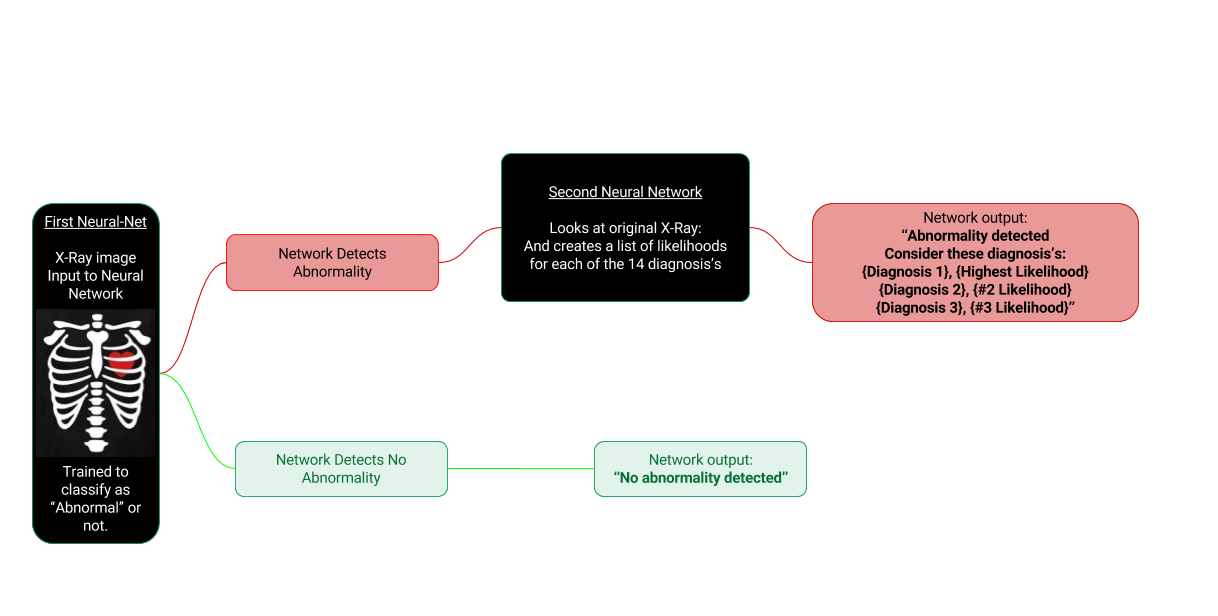 First Neural-Net
X-Ray image
Input to Neural
Network
Trained to
classify as
“Abnormal” or
not.
Network Detects
Abnormality
Second Neural Network
Looks at original X-Ray:
And creates a list of likelihoods
for each of the 14 diagnosis’s
Network output:
“Abnormality detected
Consider these diagnosis’s:
{Diagnosis 1}, {Highest Likelihood}
{Diagnosis 2}, {#2 Likelihood}
{Diagnosis 3}, {#3 Likelihood}”
Network Detects No
Abnormality
Network output:
“No abnormality detected”